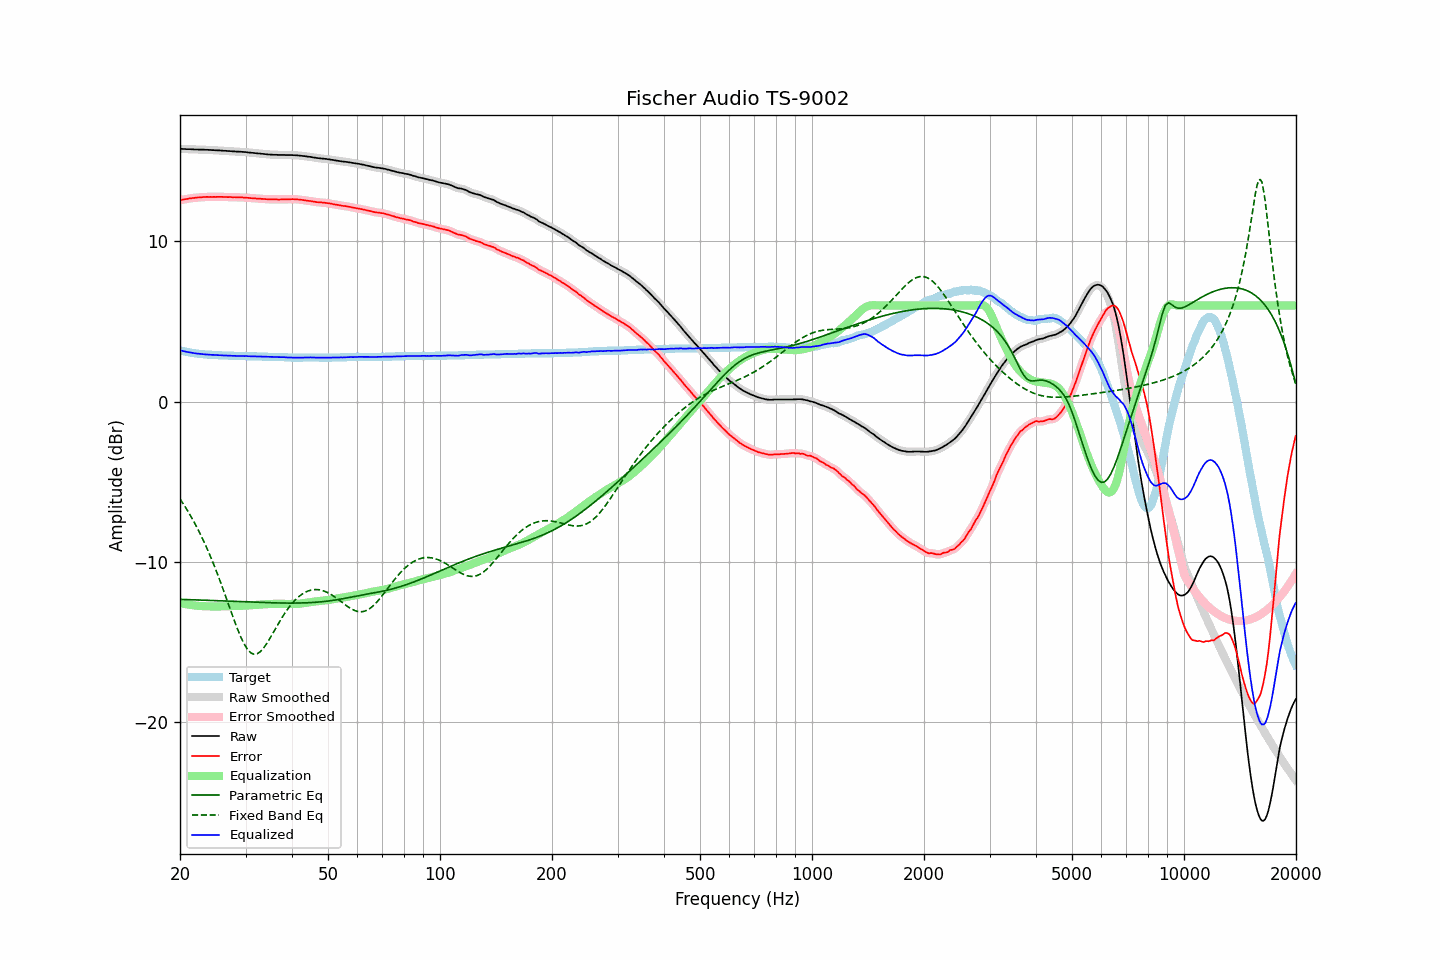 Fischer Audio TS-9002
Amplitude (dBr)
10
0
−10
−20
Target
Raw Smoothed
Error Smoothed
Raw
Error
Equalization
Parametric Eq
Fixed Band Eq
Equalized
20 50 100 200 500 1000 2000 5000 10000 20000
Frequency (Hz)